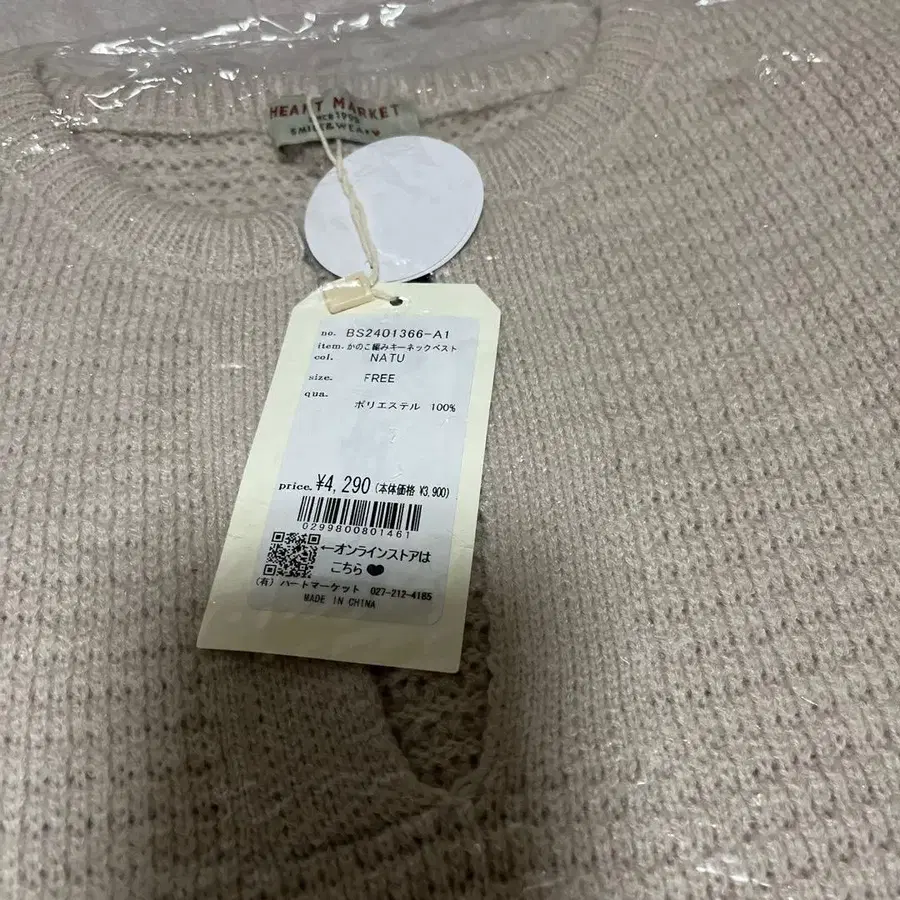 HEART MARKET
SINCE 1993
SMILE & WEAR♥
no. BS2401366-A1
item. かのこ編みキーネックベスト
col. NATU
size. FREE
qua.
ポリエステル 100%
price. ¥4,290(本体価格 ¥3,900)
0299800801461
←オンラインストアは
こちら♥
(有) ハートマーケット 027-212-4185
MADE IN CHINA